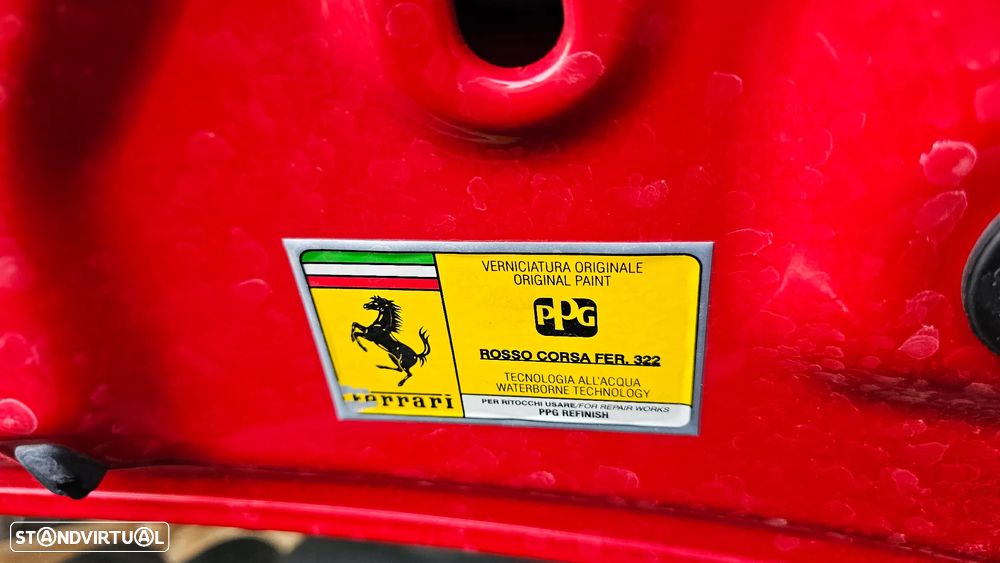 VERNICIATURA ORIGINALE
ORIGINAL PAINT
PPG
ROSSO CORSA FER. 322
TECNOLOGIA ALL'ACQUA
WATERBORNE TECHNOLOGY
Ferrari
PER RITOCCHI USARE/FOR REPAIR WORKS
PPG REFINISH
STANDVIRTUAL